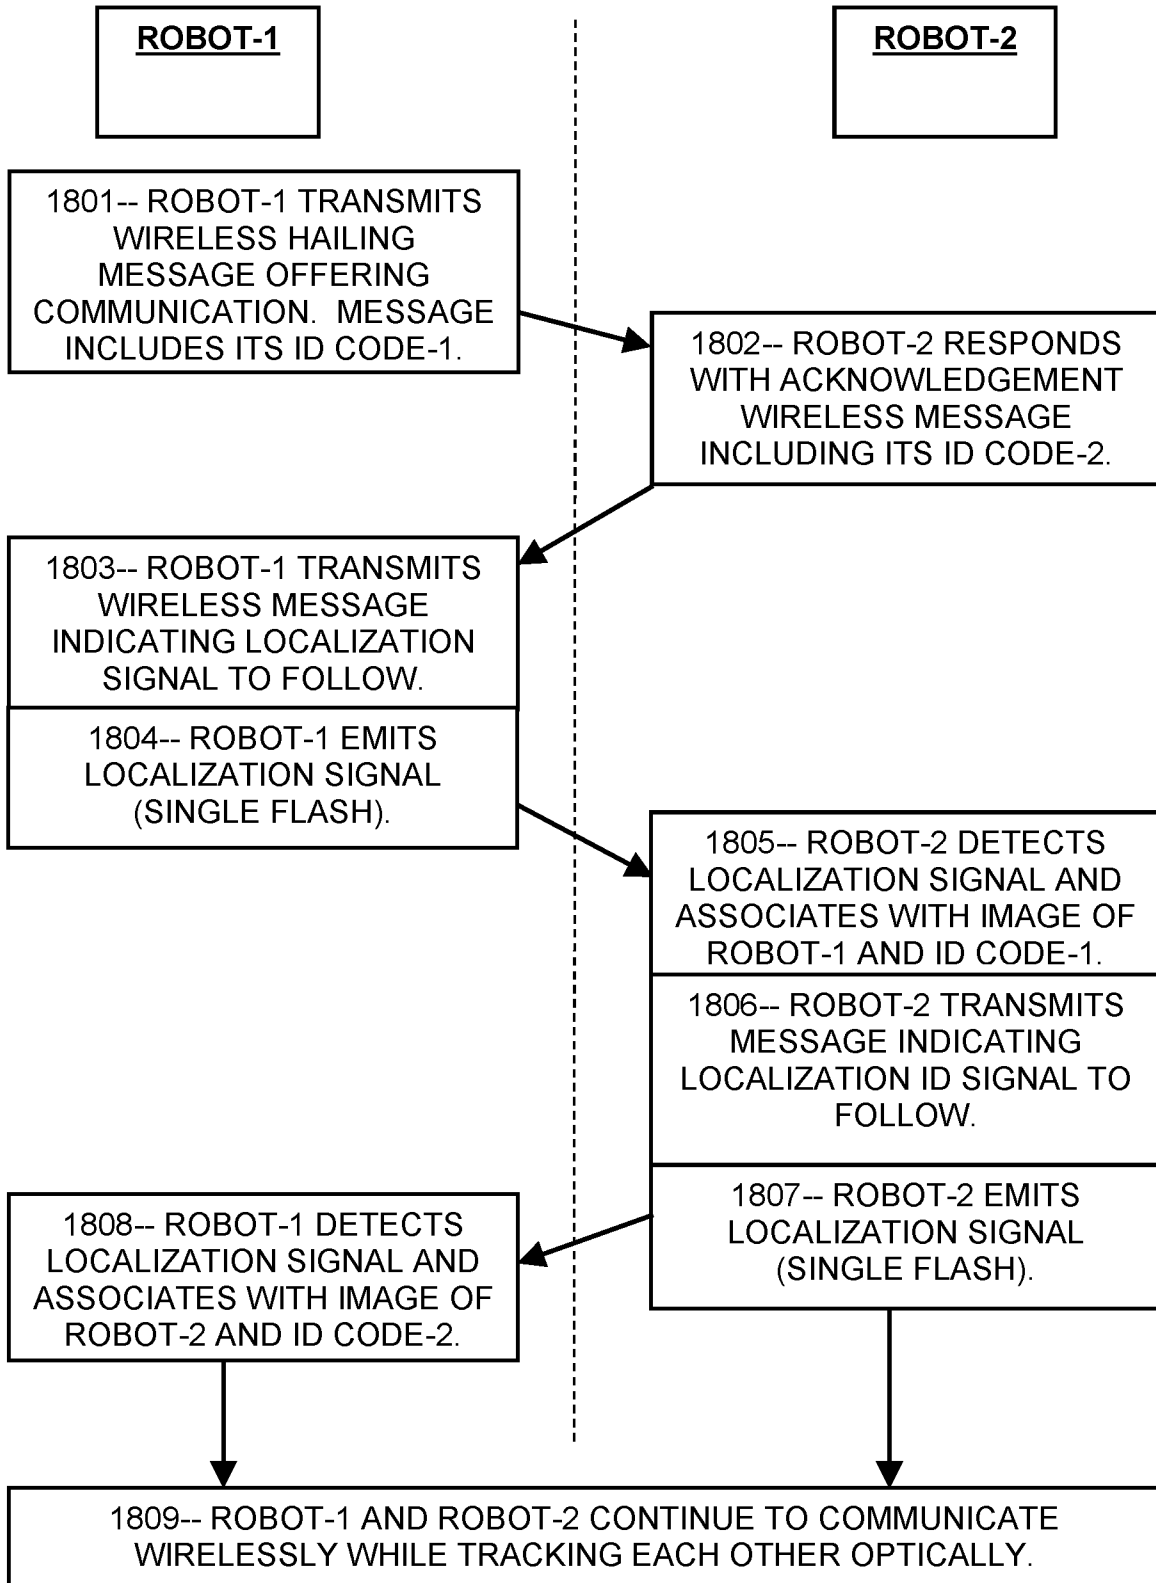 ROBOT-1
ROBOT-2
1801-- ROBOT-1 TRANSMITS
WIRELESS HAILING
MESSAGE OFFERING
COMMUNICATION.  MESSAGE
INCLUDES ITS ID CODE-1.
1802-- ROBOT-2 RESPONDS
WITH ACKNOWLEDGEMENT
WIRELESS MESSAGE
INCLUDING ITS ID CODE-2.
1803-- ROBOT-1 TRANSMITS
WIRELESS MESSAGE
INDICATING LOCALIZATION
SIGNAL TO FOLLOW.
1804-- ROBOT-1 EMITS
LOCALIZATION SIGNAL
(SINGLE FLASH).
1805-- ROBOT-2 DETECTS
LOCALIZATION SIGNAL AND
ASSOCIATES WITH IMAGE OF
ROBOT-1 AND ID CODE-1.
1806-- ROBOT-2 TRANSMITS
MESSAGE INDICATING
LOCALIZATION ID SIGNAL TO
FOLLOW.
1807-- ROBOT-2 EMITS
LOCALIZATION SIGNAL
(SINGLE FLASH).
1808-- ROBOT-1 DETECTS
LOCALIZATION SIGNAL AND
ASSOCIATES WITH IMAGE OF
ROBOT-2 AND ID CODE-2.
1809-- ROBOT-1 AND ROBOT-2 CONTINUE TO COMMUNICATE
WIRELESSLY WHILE TRACKING EACH OTHER OPTICALLY.